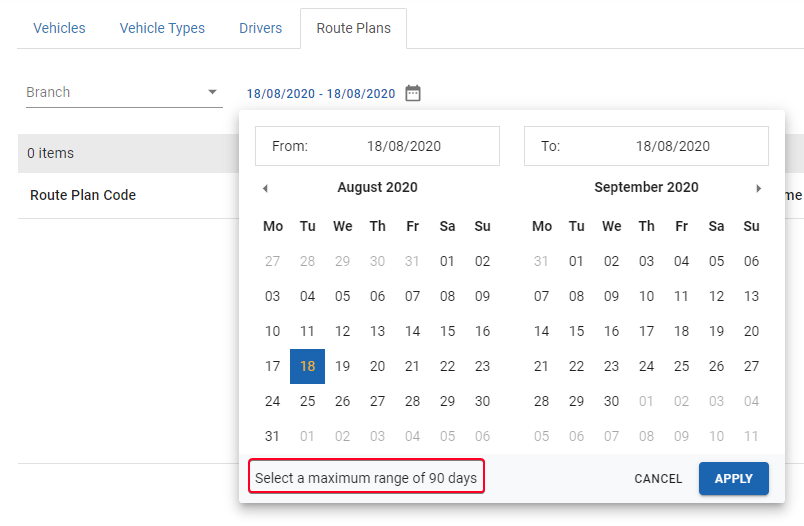 Vehicles Vehicle Types Drivers Route Plans
Branch 18/08/2020 - 18/08/2020
From: 18/08/2020 To: 18/08/2020
0 items
August 2020 September 2020
Route Plan Code me
Mo Tu We Th Fr Sa Su Mo Tu We Th Fr Sa Su
27 28 29 30 31 01 02 31 01 02 03 04 05 06
03 04 05 06 07 08 09 07 08 09 10 11 12 13
10 11 12 13 14 15 16 14 15 16 17 18 19 20
17 18 19 20 21 22 23 21 22 23 24 25 26 27
24 25 26 27 28 29 30 28 29 30 01 02 03 04
31 01 02 03 04 05 06 05 06 07 08 09 10 11
Select a maximum range of 90 days CANCEL APPLY